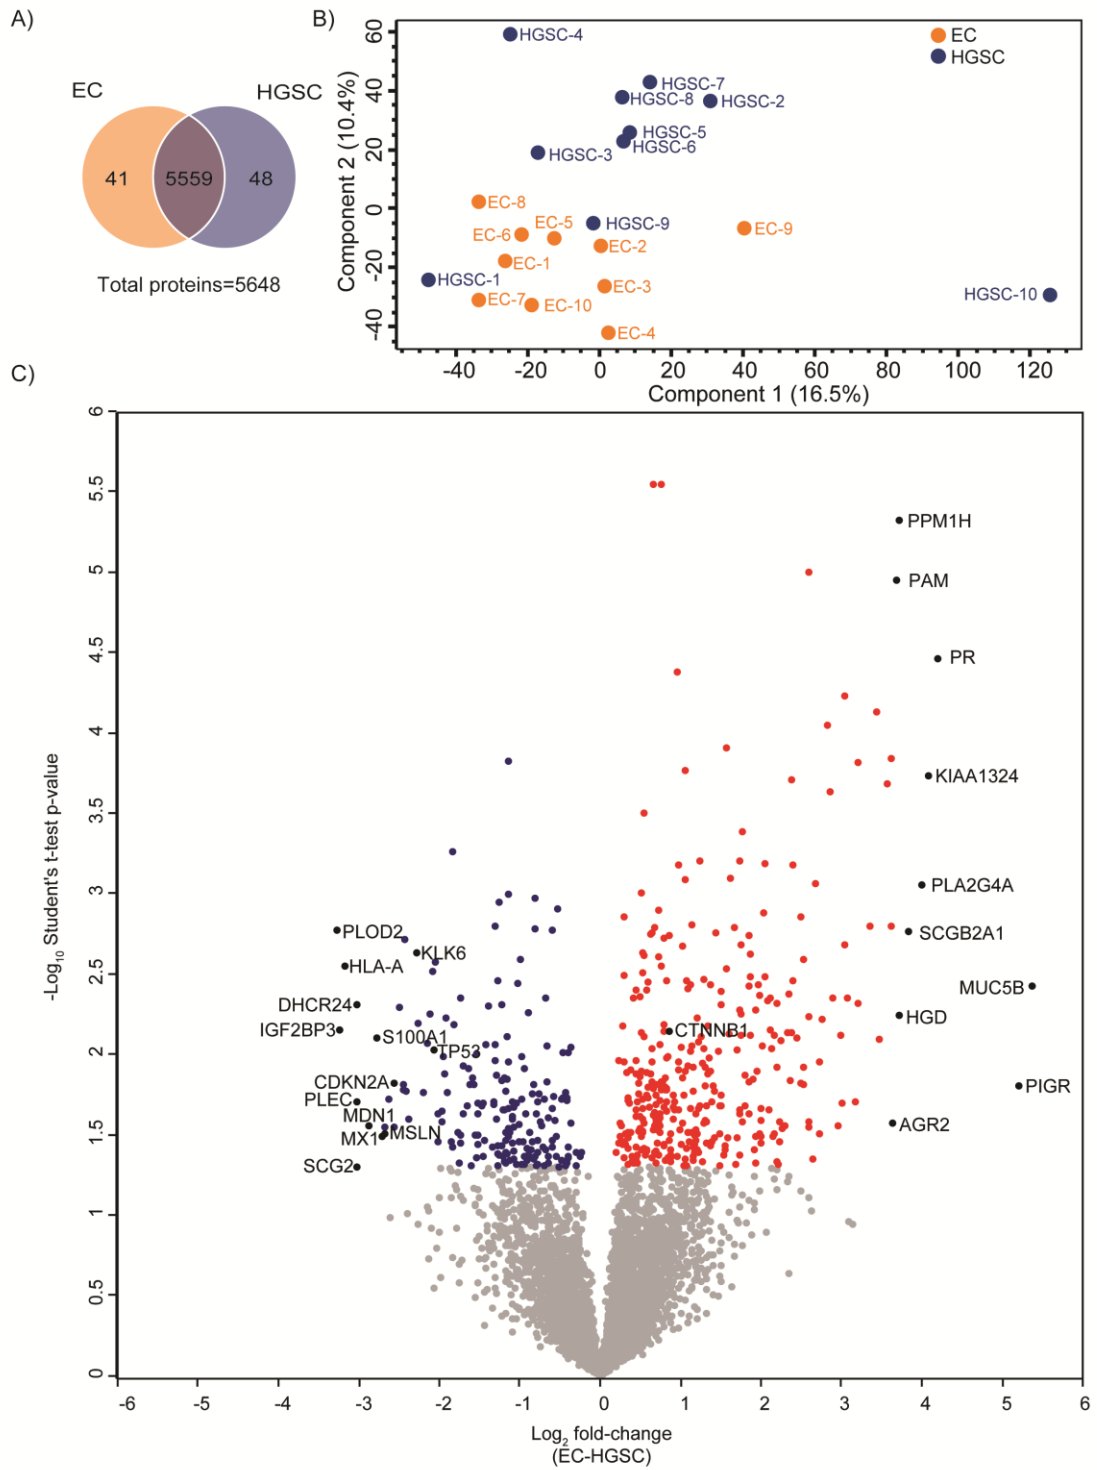 A)
EC
HGSC
41
5559
48
Total proteins=5648
B)
Component 2 (10.4%)
60
40
20
0
-20
-40
-40
-20
0
20
40
60
80
100
120
Component 1 (16.5%)
EC
HGSC
HGSC-4
HGSC-7
HGSC-8
HGSC-2
HGSC-5
HGSC-6
HGSC-3
EC-8
EC-5
HGSC-9
EC-9
EC-6
EC-2
EC-1
HGSC-1
EC-3
HGSC-10
EC-7
EC-10
EC-4
C)
-Log10 Student's t-test p-value
6
5.5
5
4.5
4
3.5
3
2.5
2
1.5
1
0.5
0
PPM1H
PAM
PR
KIAA1324
PLA2G4A
SCGB2A1
PLOD2
KLK6
HLA-A
MUC5B
DHCR24
HGD
IGF2BP3
S100A1
CTNNB1
TP53
CDKN2A
PIGR
PLEC
MDN1
AGR2
MX1
MSLN
SCG2
-6
-5
-4
-3
-2
-1
0
1
2
3
4
5
6
Log2 fold-change
(EC-HGSC)